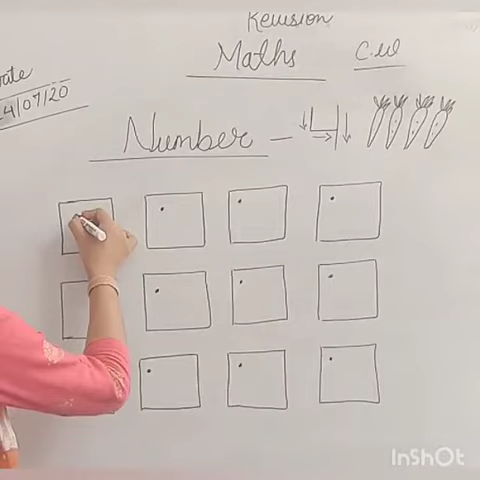 Revision
Maths
C.W
Date
24/07/20
Number -
InShOt